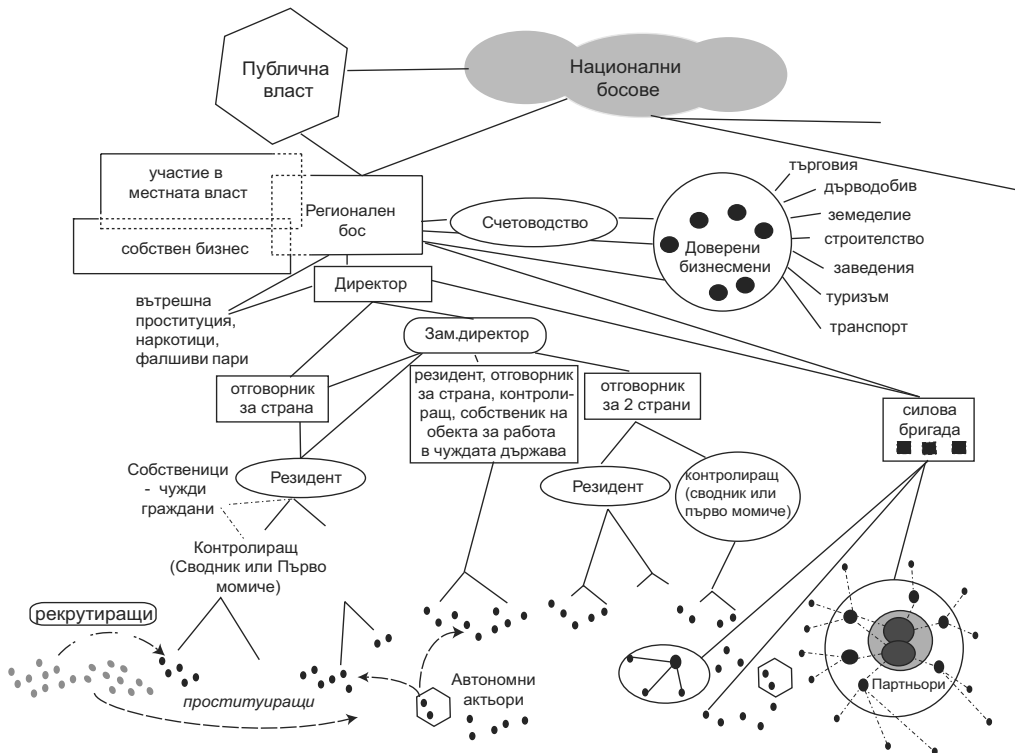 Публична
власт
Национални
босове
участие в
местната власт
собствен бизнес
Регионален
бос
Счетоводство
Доверени
бизнесмени
търговия
дърводобив
земеделие
строителство
заведения
туризъм
транспорт
Директор
вътрешна
проституция,
наркотици,
фалшиви пари
Зам.директор
отговорник
за страна
резидент, отговорник
за страна, контроли-
ращ, собственик на
обекта за работа
в чуждата държава
отговорник
за 2 страни
силова
бригада
Собственици
- чужди
граждани
Резидент
Резидент
контролиращ
(сводник или
първо момиче)
Контролиращ
(Сводник или Първо
момиче)
рекрутиращи
проституиращи
Автономни
актьори
Партньори